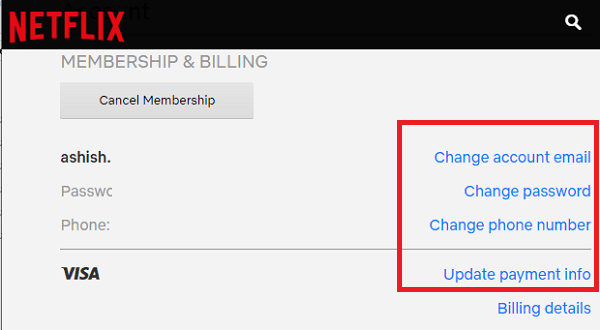 Account
NETFLIX
MEMBERSHIP & BILLING
Cancel Membership
ashish. Change account email
Passwc Change password
Phone: Change phone number
VISA Update payment info
Billing details